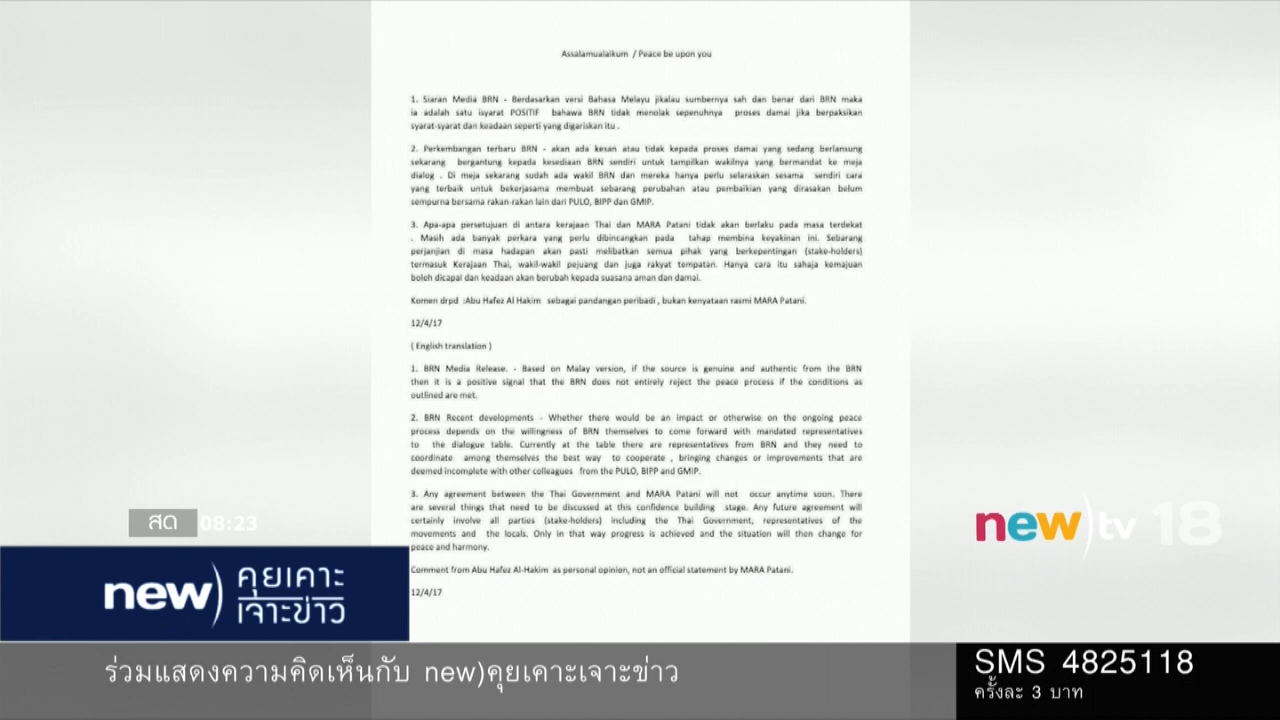 Assalamualaikum / Peace be upon you
1. Siaran Media BRN - Berdasarkan versi Bahasa Melayu jikalau sumbernya sah dan benar dari BRN maka
ia adalah satu isyarat POSITIF bahawa BRN tidak menolak sepenuhnya proses damai jika berpaksikan
syarat-syarat dan keadaan seperti yang digariskan itu .
2. Perkembangan terbaru BRN - akan ada kesan atau tidak kepada proses damai yang sedang berlansung
sekarang bergantung kepada kesediaan BRN sendiri untuk tampilkan wakilnya yang bermandat ke meja
dialog . Di meja sekarang sudah ada wakil BRN dan mereka hanya perlu selaraskan sesama sendiri cara
yang terbaik untuk bekerjasama membuat sebarang perubahan atau pembaikian yang dirasakan belum
sempurna bersama rakan-rakan lain dari PULO, BIPP dan GMIP.
3. Apa-apa persetujuan di antara kerajaan Thai dan MARA Patani tidak akan berlaku pada masa terdekat
. Masih ada banyak perkara yang perlu dibincangkan pada tahap membina keyakinan ini. Sebarang
perjanjian di masa hadapan akan pasti melibatkan semua pihak yang berkepentingan (stake-holders)
termasuk Kerajaan Thai, wakil-wakil pejuang dan juga rakyat tempatan. Hanya cara itu sahaja kemajuan
boleh dicapai dan keadaan akan berubah kepada suasana aman dan damai.
Komen drpd :Abu Hafez Al Hakim sebagai pandangan peribadi , bukan kenyataan rasmi MARA Patani.
12/4/17
( English translation )
1. BRN Media Release. - Based on Malay version, if the source is genuine and authentic from the BRN
then it is a positive signal that the BRN does not entirely reject the peace process if the conditions as
outlined are met.
2. BRN Recent developments - Whether there would be an impact or otherwise on the ongoing peace
process depends on the willingness of BRN themselves to come forward with mandated representatives
to the dialogue table. Currently at the table there are representatives from BRN and they need to
coordinate among themselves the best way to cooperate , bringing changes or improvements that are
deemed incomplete with other colleagues from the PULO, BIPP and GMIP.
3. Any agreement between the Thai Government and MARA Patani will not occur anytime soon. There
are several things that need to be discussed at this confidence building stage. Any future agreement will
certainly involve all parties (stake-holders) including the Thai Government, representatives of the
movements and the locals. Only in that way progress is achieved and the situation will then change for
peace and harmony.
Comment from Abu Hafez Al-Hakim as personal opinion, not an official statement by MARA Patani.
12/4/17
สด 08:23
new)tv 18
new) คุยเคาะ
เจาะข่าว
ร่วมแสดงความคิดเห็นกับ new)คุยเคาะเจาะข่าว
SMS 4825118
ครั้งละ 3 บาท